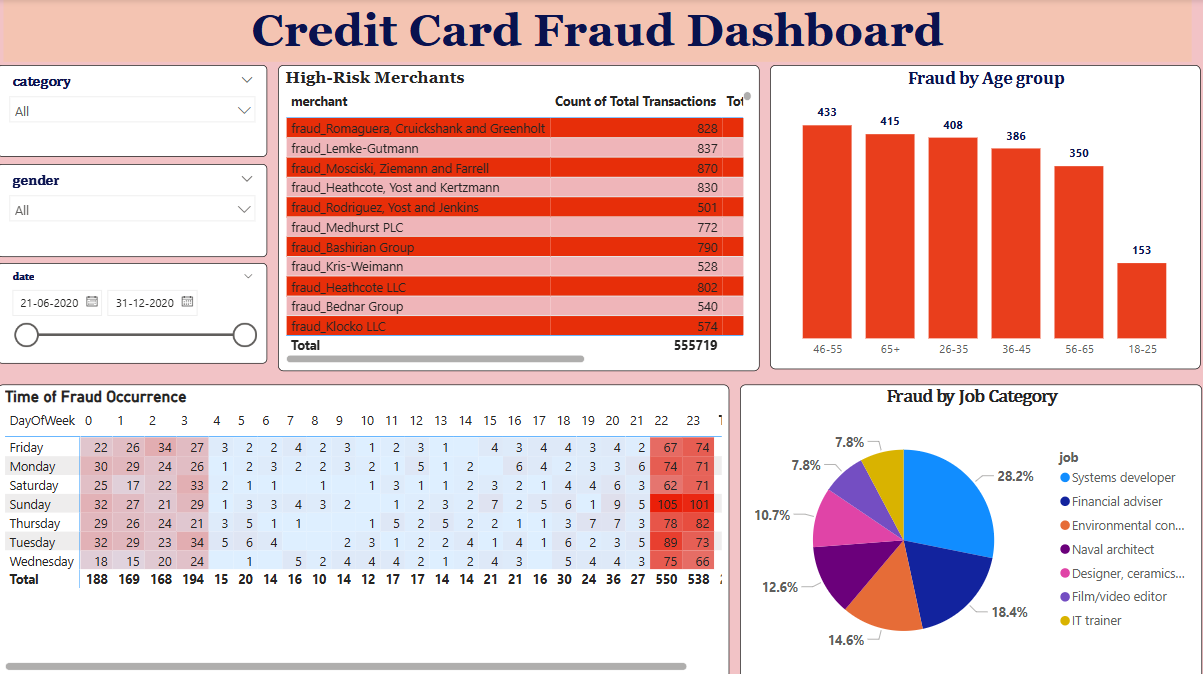 Credit Card Fraud Dashboard
category
All
gender
All
date
21-06-2020 31-12-2020
High-Risk Merchants
merchant Count of Total Transactions Tot
fraud_Romaguera, Cruickshank and Greenholt 828
fraud_Lemke-Gutmann 837
fraud_Mosciski, Ziemann and Farrell 870
fraud_Heathcote, Yost and Kertzmann 830
fraud_Rodriguez, Yost and Jenkins 501
fraud_Medhurst PLC 772
fraud_Bashirian Group 790
fraud_Kris-Weimann 528
fraud_Heathcote LLC 802
fraud_Bednar Group 540
fraud_Klocko LLC 574
Total 555719
Fraud by Age group
433 415 408 386 350 153
46-55 65+ 26-35 36-45 56-65 18-25
Time of Fraud Occurrence
DayOfWeek 0 1 2 3 4 5 6 7 8 9 10 11 12 13 14 15 16 17 18 19 20 21 22 23
Friday 22 26 34 27 3 2 2 4 2 3 1 2 3 1 4 3 4 4 3 4 2 67 74
Monday 30 29 24 26 1 2 3 2 2 3 2 1 5 1 2 6 4 2 3 3 6 74 71
Saturday 25 17 22 33 2 1 1 1 1 3 1 1 2 3 2 1 4 4 6 3 62 71
Sunday 32 27 21 29 1 3 3 4 3 2 1 2 3 2 7 2 5 6 1 9 5 105 101
Thursday 29 26 24 21 3 5 1 1 1 5 2 5 2 2 1 1 3 7 7 3 78 82
Tuesday 32 29 23 34 5 6 4 2 3 1 2 2 4 1 4 1 6 2 3 5 89 73
Wednesday 18 15 20 24 1 5 2 4 4 4 2 1 2 4 3 5 4 4 3 75 66
Total 188 169 168 194 15 20 14 16 10 14 12 17 17 14 14 21 21 16 30 24 36 27 550 538
Fraud by Job Category
28.2%
18.4%
14.6%
12.6%
10.7%
7.8%
7.8%
job
Systems developer
Financial adviser
Environmental con...
Naval architect
Designer, ceramics...
Film/video editor
IT trainer